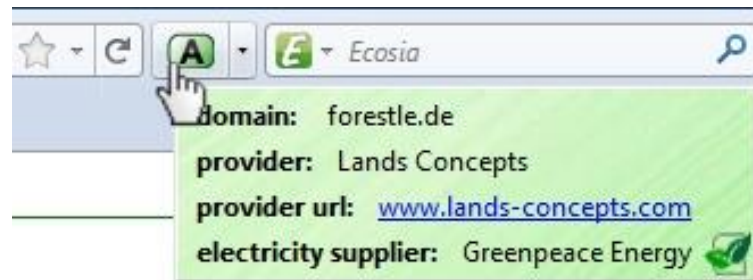 A E Ecosia
domain: forestle.de
provider: Lands Concepts
provider url: www.lands-concepts.com
electricity supplier: Greenpeace Energy